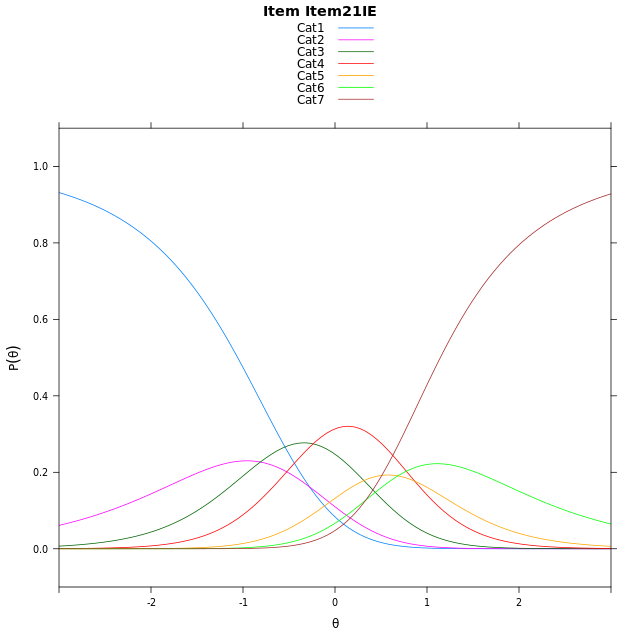 Item Item21IE
Cat1
Cat2
Cat3
Cat4
Cat5
Cat6
Cat7
1.0
0.8
0.6
0.4
0.2
0.0
P(θ)
-2 -1 0 1 2
θ